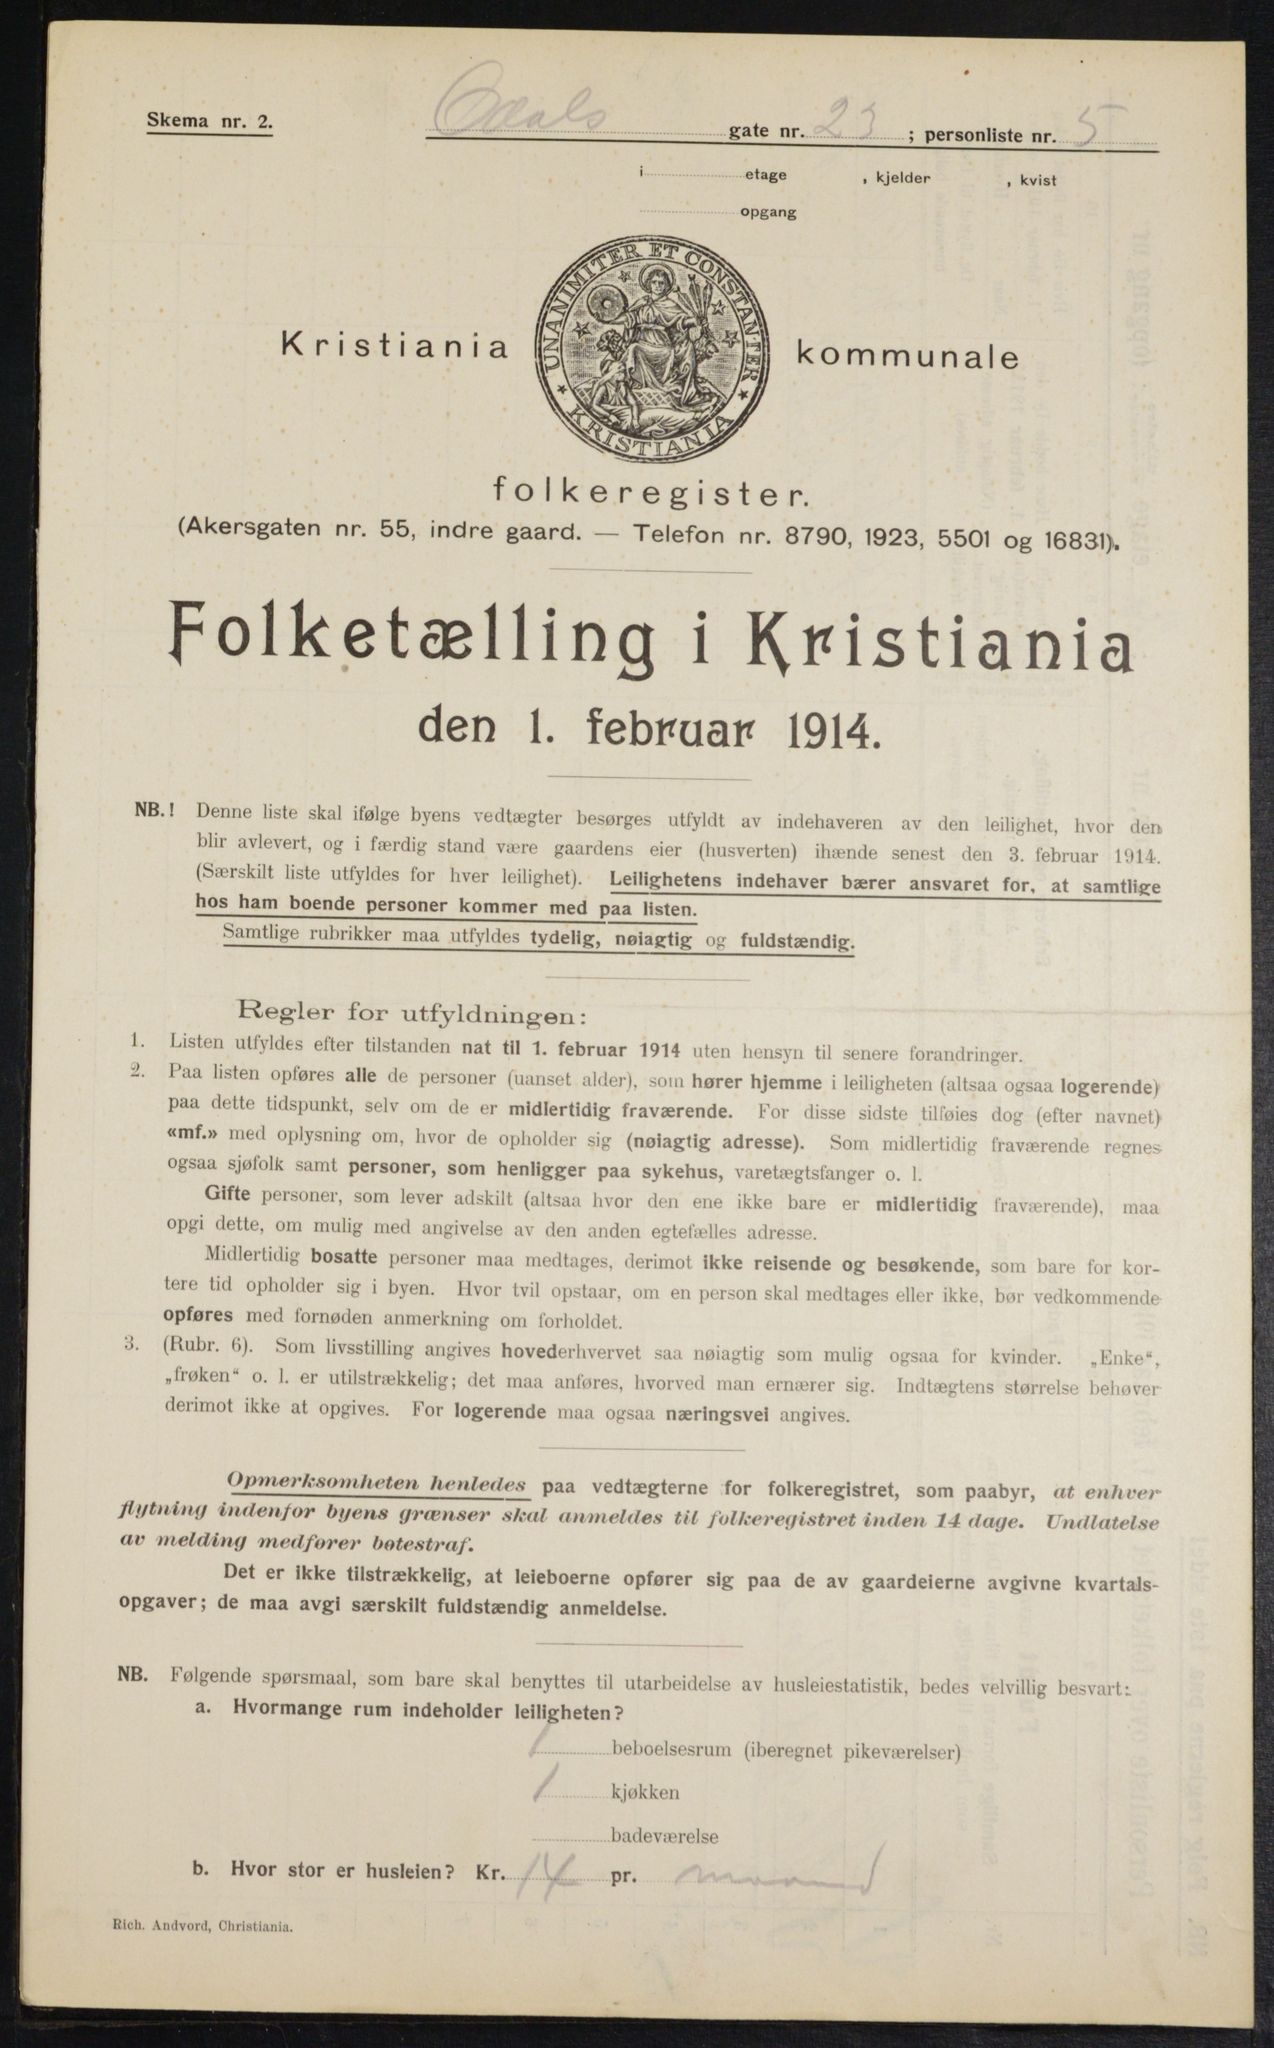 Skema nr. 2.
Odals gate nr. 23 ; personliste nr. 5
i etage , kjelder , kvist
opgang
UNANIMITER ET CONSTANTER
KRISTIANIA
Kristiania kommunale
folkeregister.
(Akersgaten nr. 55, indre gaard. — Telefon nr. 8790, 1923, 5501 og 16831).
Folketælling i Kristiania
den 1. februar 1914.
NB.! Denne liste skal ifølge byens vedtægter besørges utfyldt av indehaveren av den leilighet, hvor den
blir avlevert, og i færdig stand være gaardens eier (husverten) ihænde senest den 3. februar 1914.
(Særskilt liste utfyldes for hver leilighet). Leilighetens indehaver bærer ansvaret for, at samtlige
hos ham boende personer kommer med paa listen.
Samtlige rubrikker maa utfyldes tydelig, nøiagtig og fuldstændig.
Regler for utfyldningen:
1. Listen utfyldes efter tilstanden nat til 1. februar 1914 uten hensyn til senere forandringer.
2. Paa listen opføres alle de personer (uanset alder), som hører hjemme i leiligheten (altsaa ogsaa logerende)
paa dette tidspunkt, selv om de er midlertidig fraværende. For disse sidste tilføies dog (efter navnet)
«mf.» med oplysning om, hvor de opholder sig (nøiagtig adresse). Som midlertidig fraværende regnes
ogsaa sjøfolk samt personer, som henligger paa sykehus, varetægtsfanger o. l.
Gifte personer, som lever adskilt (altsaa hvor den ene ikke bare er midlertidig fraværende), maa
opgi dette, om mulig med angivelse av den anden egtefælles adresse.
Midlertidig bosatte personer maa medtages, derimot ikke reisende og besøkende, som bare for kor-
tere tid opholder sig i byen. Hvor tvil opstaar, om en person skal medtages eller ikke, bør vedkommende
opføres med fornøden anmerkning om forholdet.
3. (Rubr. 6). Som livsstilling angives hovederhvervet saa nøiagtig som mulig ogsaa for kvinder. „Enke“,
„frøken“ o. l. er utilstrækkelig; det maa anføres, hvorved man ernærer sig. Indtægtens størrelse behøver
derimot ikke at opgives. For logerende maa ogsaa næringsvei angives.
Opmerksomheten henledes paa vedtægterne for folkeregistret, som paabyr, at enhver
flytning indenfor byens grænser skal anmeldes til folkeregistret inden 14 dage. Undlatelse
av melding medfører bøtestraf.
Det er ikke tilstrækkelig, at leieboerne opfører sig paa de av gaardeierne avgivne kvartals-
opgaver; de maa avgi særskilt fuldstændig anmeldelse.
NB. Følgende spørsmaal, som bare skal benyttes til utarbeidelse av husleiestatistik, bedes velvillig besvart:
a. Hvormange rum indeholder leiligheten?
1 beboelsesrum (iberegnet pikeværelser)
1 kjøkken
badeværelse
b. Hvor stor er husleien? Kr. 14 pr. maaned
Rich. Andvord, Christiania.